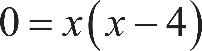 0 = x(x − 4)